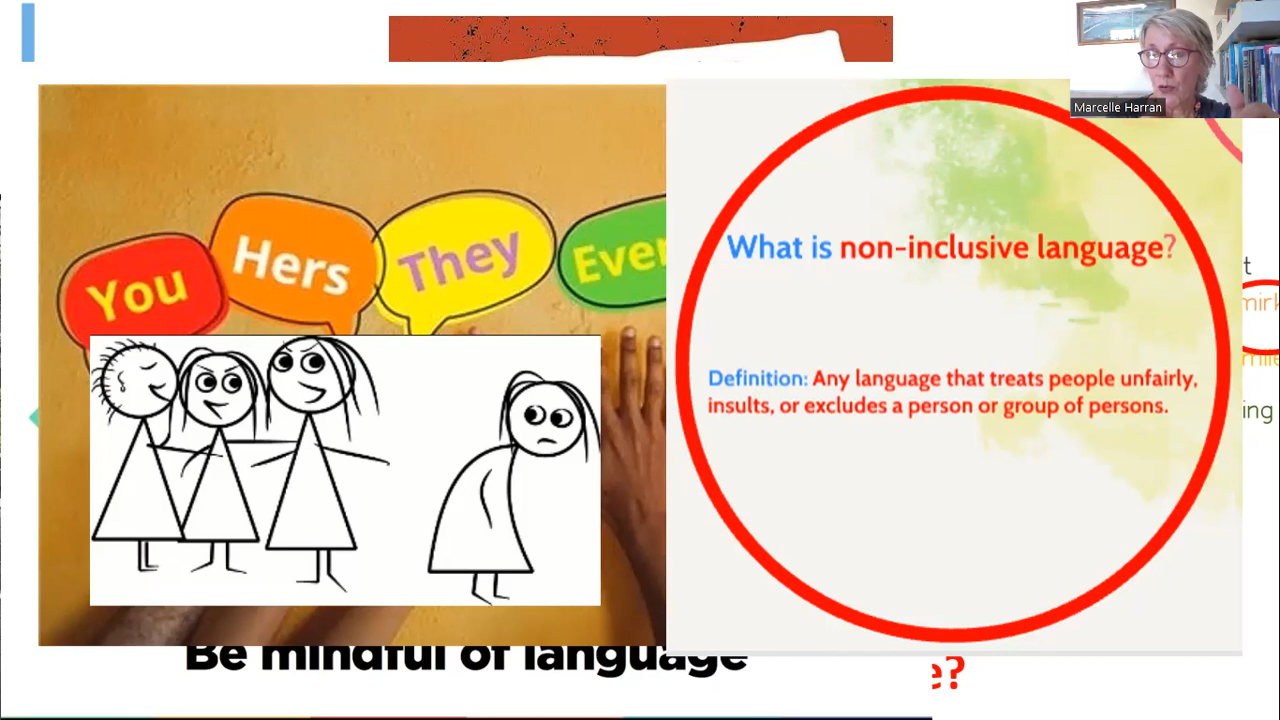 Marcelle Harran
You
Hers
They
What is non-inclusive language?
Definition: Any language that treats people unfairly,
insults, or excludes a person or group of persons.
t
ing
Be mindful of language
e?